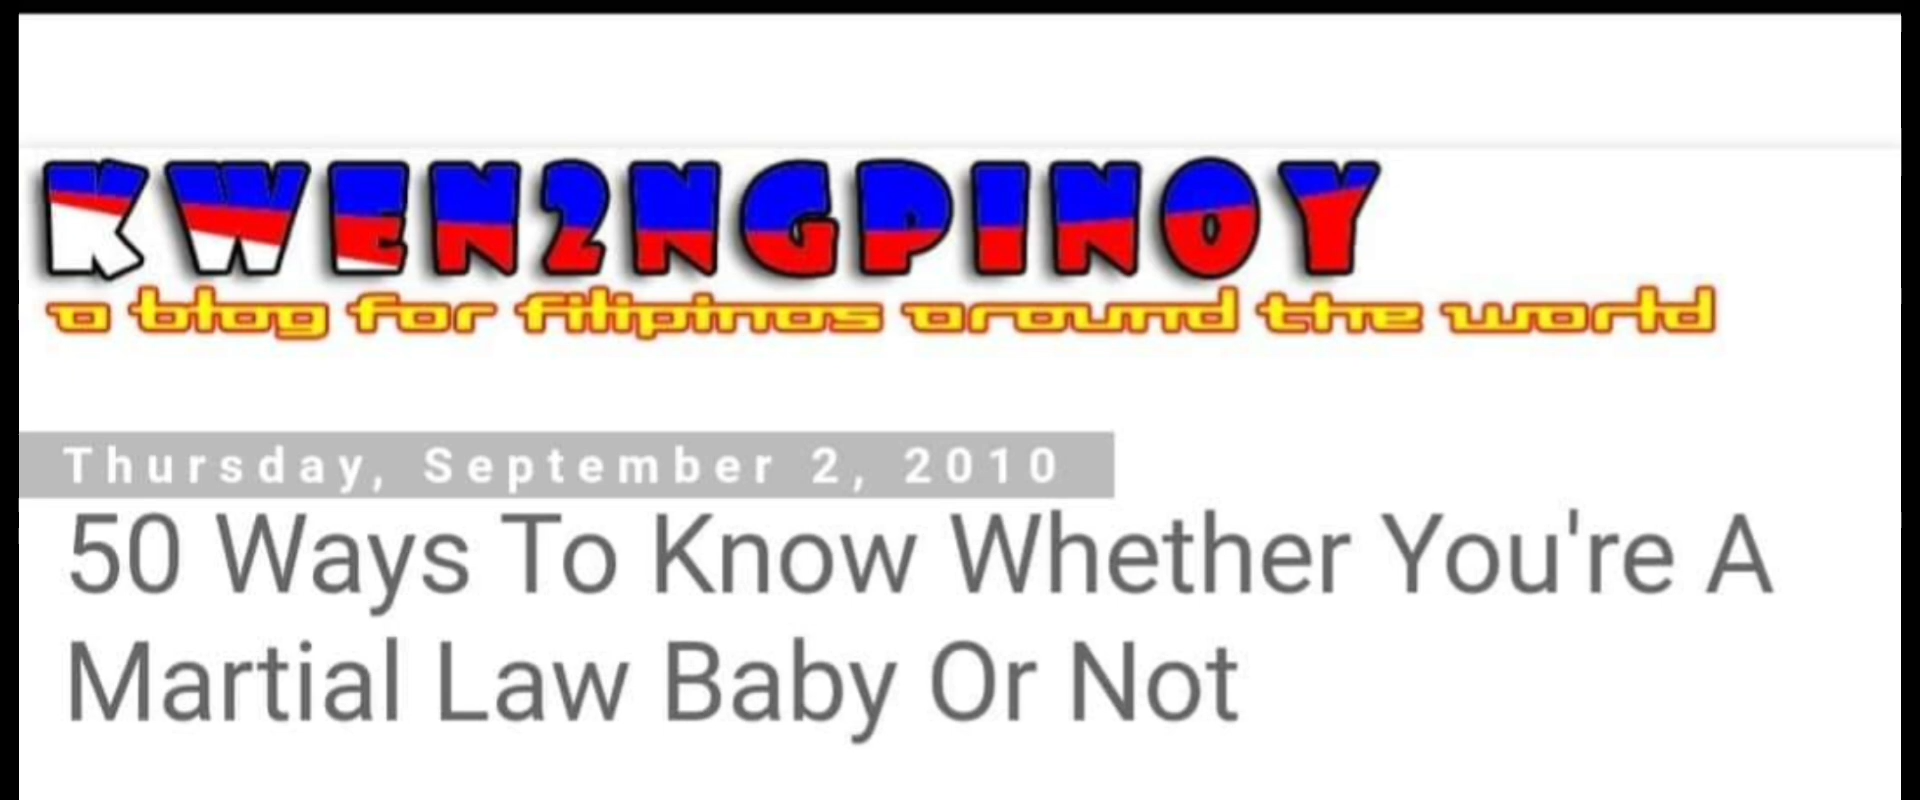 KWEN2NGPINOY
a blog for filipinos around the world
Thursday, September 2, 2010
50 Ways To Know Whether You're A
Martial Law Baby Or Not